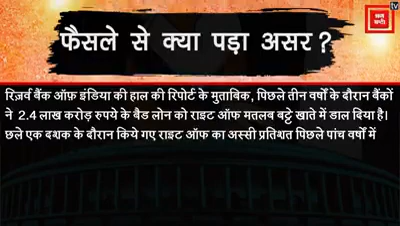 फैसले से क्या पड़ा असर ?
रिज़र्व बैंक ऑफ़ इंडिया की हाल की रिपोर्ट के मुताबिक, पिछले तीन वर्षों के दौरान बैंकों
ने 2.4 लाख करोड़ रुपये के बैड लोन को राइट ऑफ मतलब बट्टे खाते में डाल दिया है।
छले एक दशक के दौरान किये गए राइट ऑफ का अस्सी प्रतिशत पिछले पांच वर्षों में